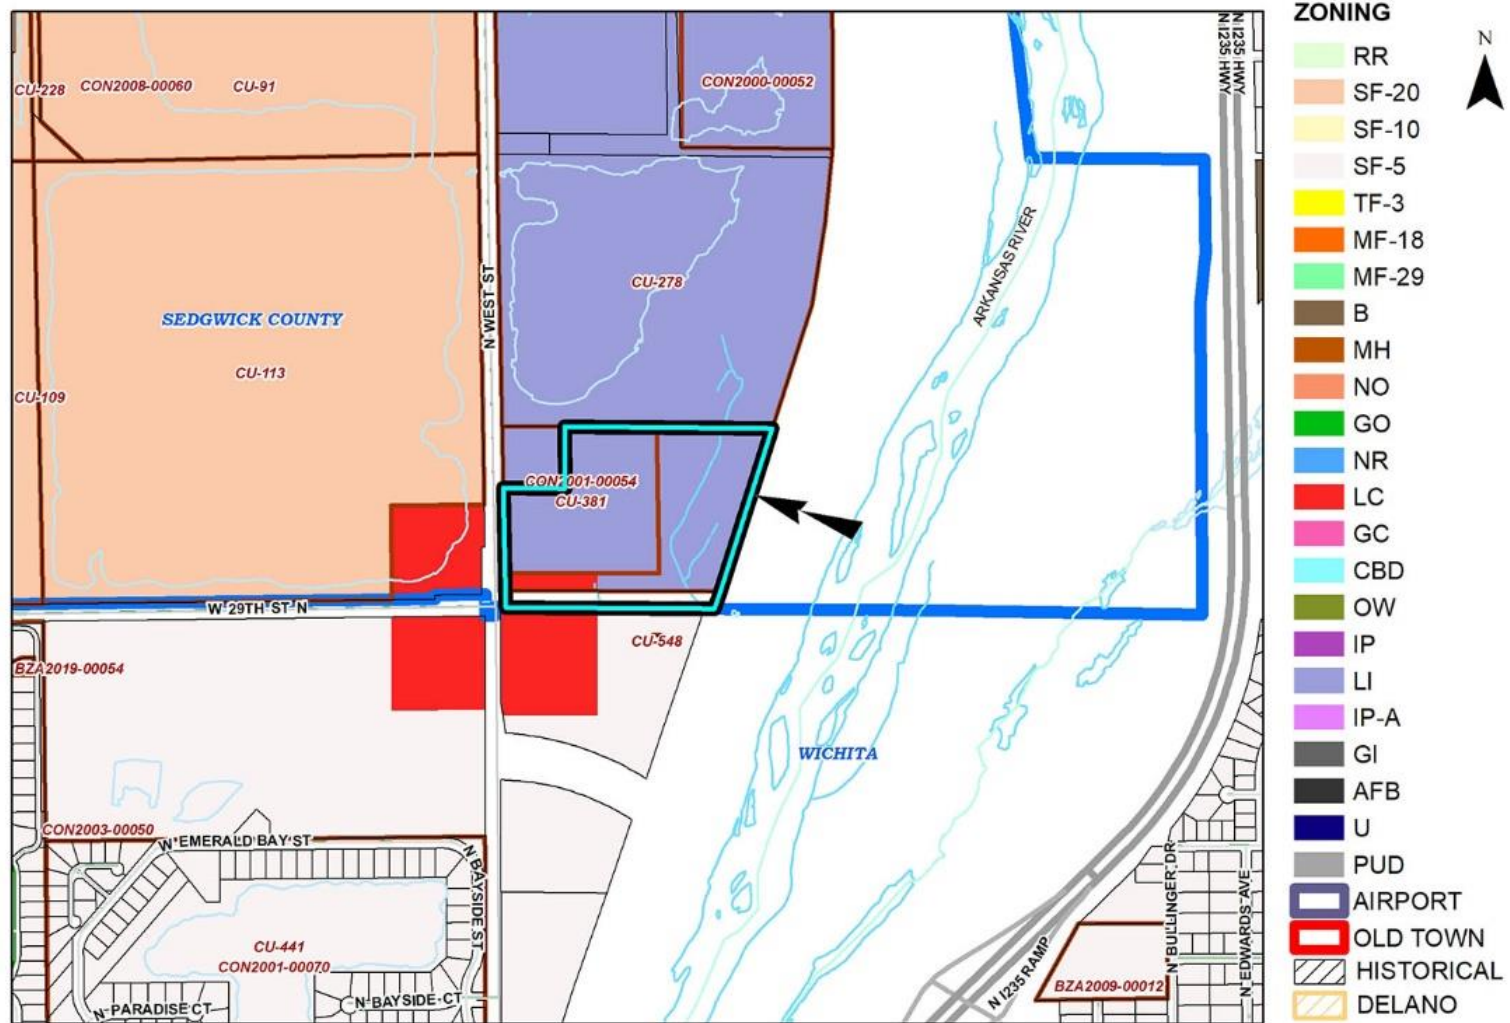 ZONING
RR
SF-20
SF-10
SF-5
TF-3
MF-18
MF-29
B
MH
NO
GO
NR
LC
GC
CBD
OW
IP
LI
IP-A
GI
AFB
U
PUD
AIRPORT
OLD TOWN
HISTORICAL
DELANO
N
N I235 HWY
N I235 HWY
CU-228
CON2008-00060
CU-91
CON2000-00052
ARKANSAS RIVER
N WEST ST
CU-278
SEDGWICK COUNTY
CU-113
CU-109
CON2001-00054
CU-381
W 29TH ST N
CU-548
BZA2019-00054
WICHITA
CON2003-00050
W EMERALD BAY ST
N BAYSIDE ST
CU-441
CON2001-00070
N BAYSIDE CT
N PARADISE CT
N I235 RAMP
BZA2009-00012
N BULLINGER DR
N EDWARDS AVE